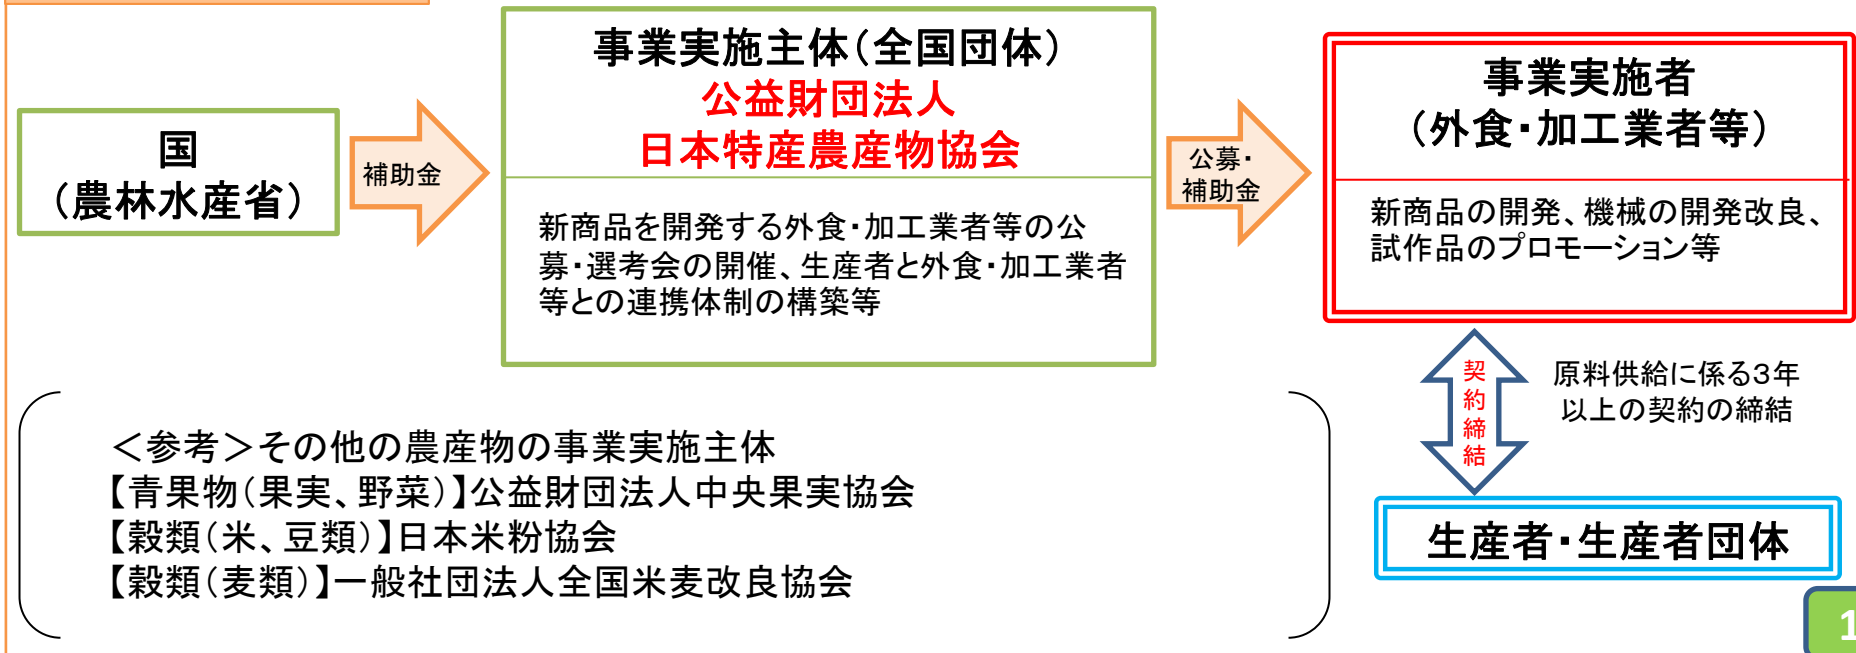 国
（農林水産省）
補助金
事業実施主体（全国団体）
公益財団法人
日本特産農産物協会
新商品を開発する外食・加工業者等の公
募・選考会の開催、生産者と外食・加工業者
等との連携体制の構築等
公募・
補助金
事業実施者
（外食・加工業者等）
新商品の開発、機械の開発改良、
試作品のプロモーション等
契約締結
原料供給に係る3年
以上の契約の締結
生産者・生産者団体
＜参考＞その他の農産物の事業実施主体
【青果物（果実、野菜）】公益財団法人中央果実協会
【穀類（米、豆類）】日本米粉協会
【穀類（麦類）】一般社団法人全国米麦改良協会
1